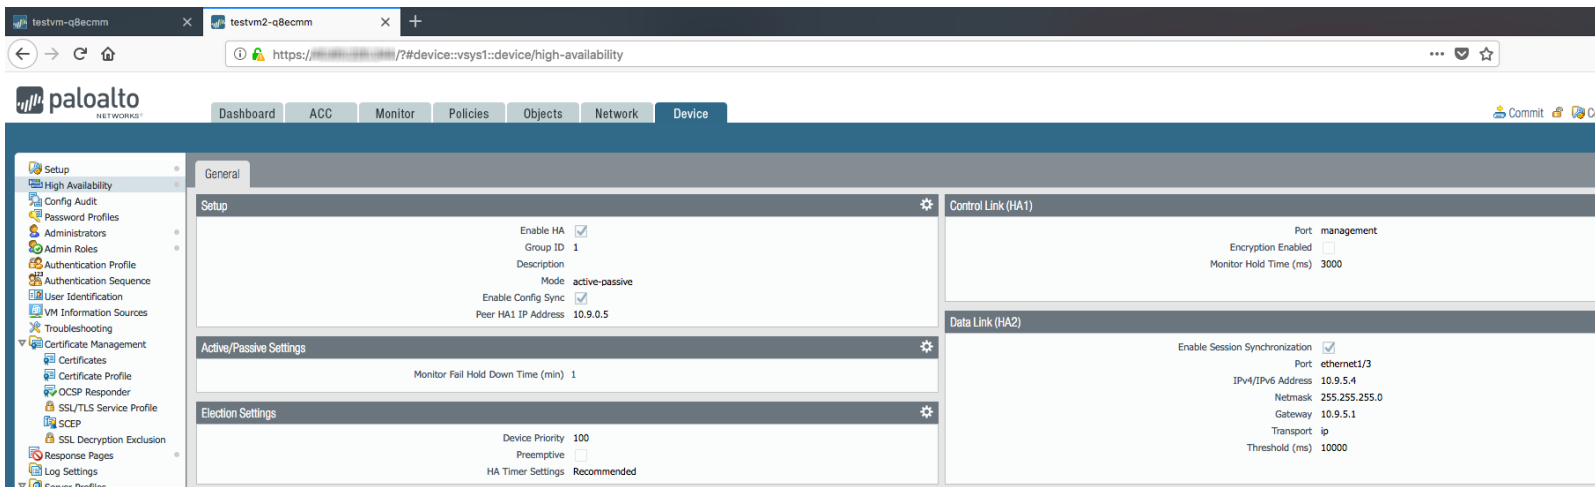 testvm-q8ecmm
testvm2-q8ecmm
https:// /?#device::vsys1::device/high-availability
paloalto
NETWORKS
Dashboard ACC Monitor Policies Objects Network Device
Commit
Setup
High Availability
Config Audit
Password Profiles
Administrators
Admin Roles
Authentication Profile
Authentication Sequence
User Identification
VM Information Sources
Troubleshooting
Certificate Management
Certificates
Certificate Profile
OCSP Responder
SSL/TLS Service Profile
SCEP
SSL Decryption Exclusion
Response Pages
Log Settings
Server Profiles
General
Setup
Enable HA
Group ID 1
Description
Mode active-passive
Enable Config Sync
Peer HA1 IP Address 10.9.0.5
Active/Passive Settings
Monitor Fail Hold Down Time (min) 1
Election Settings
Device Priority 100
Preemptive
HA Timer Settings Recommended
Control Link (HA1)
Port management
Encryption Enabled
Monitor Hold Time (ms) 3000
Data Link (HA2)
Enable Session Synchronization
Port ethernet1/3
IPv4/IPv6 Address 10.9.5.4
Netmask 255.255.255.0
Gateway 10.9.5.1
Transport ip
Threshold (ms) 10000